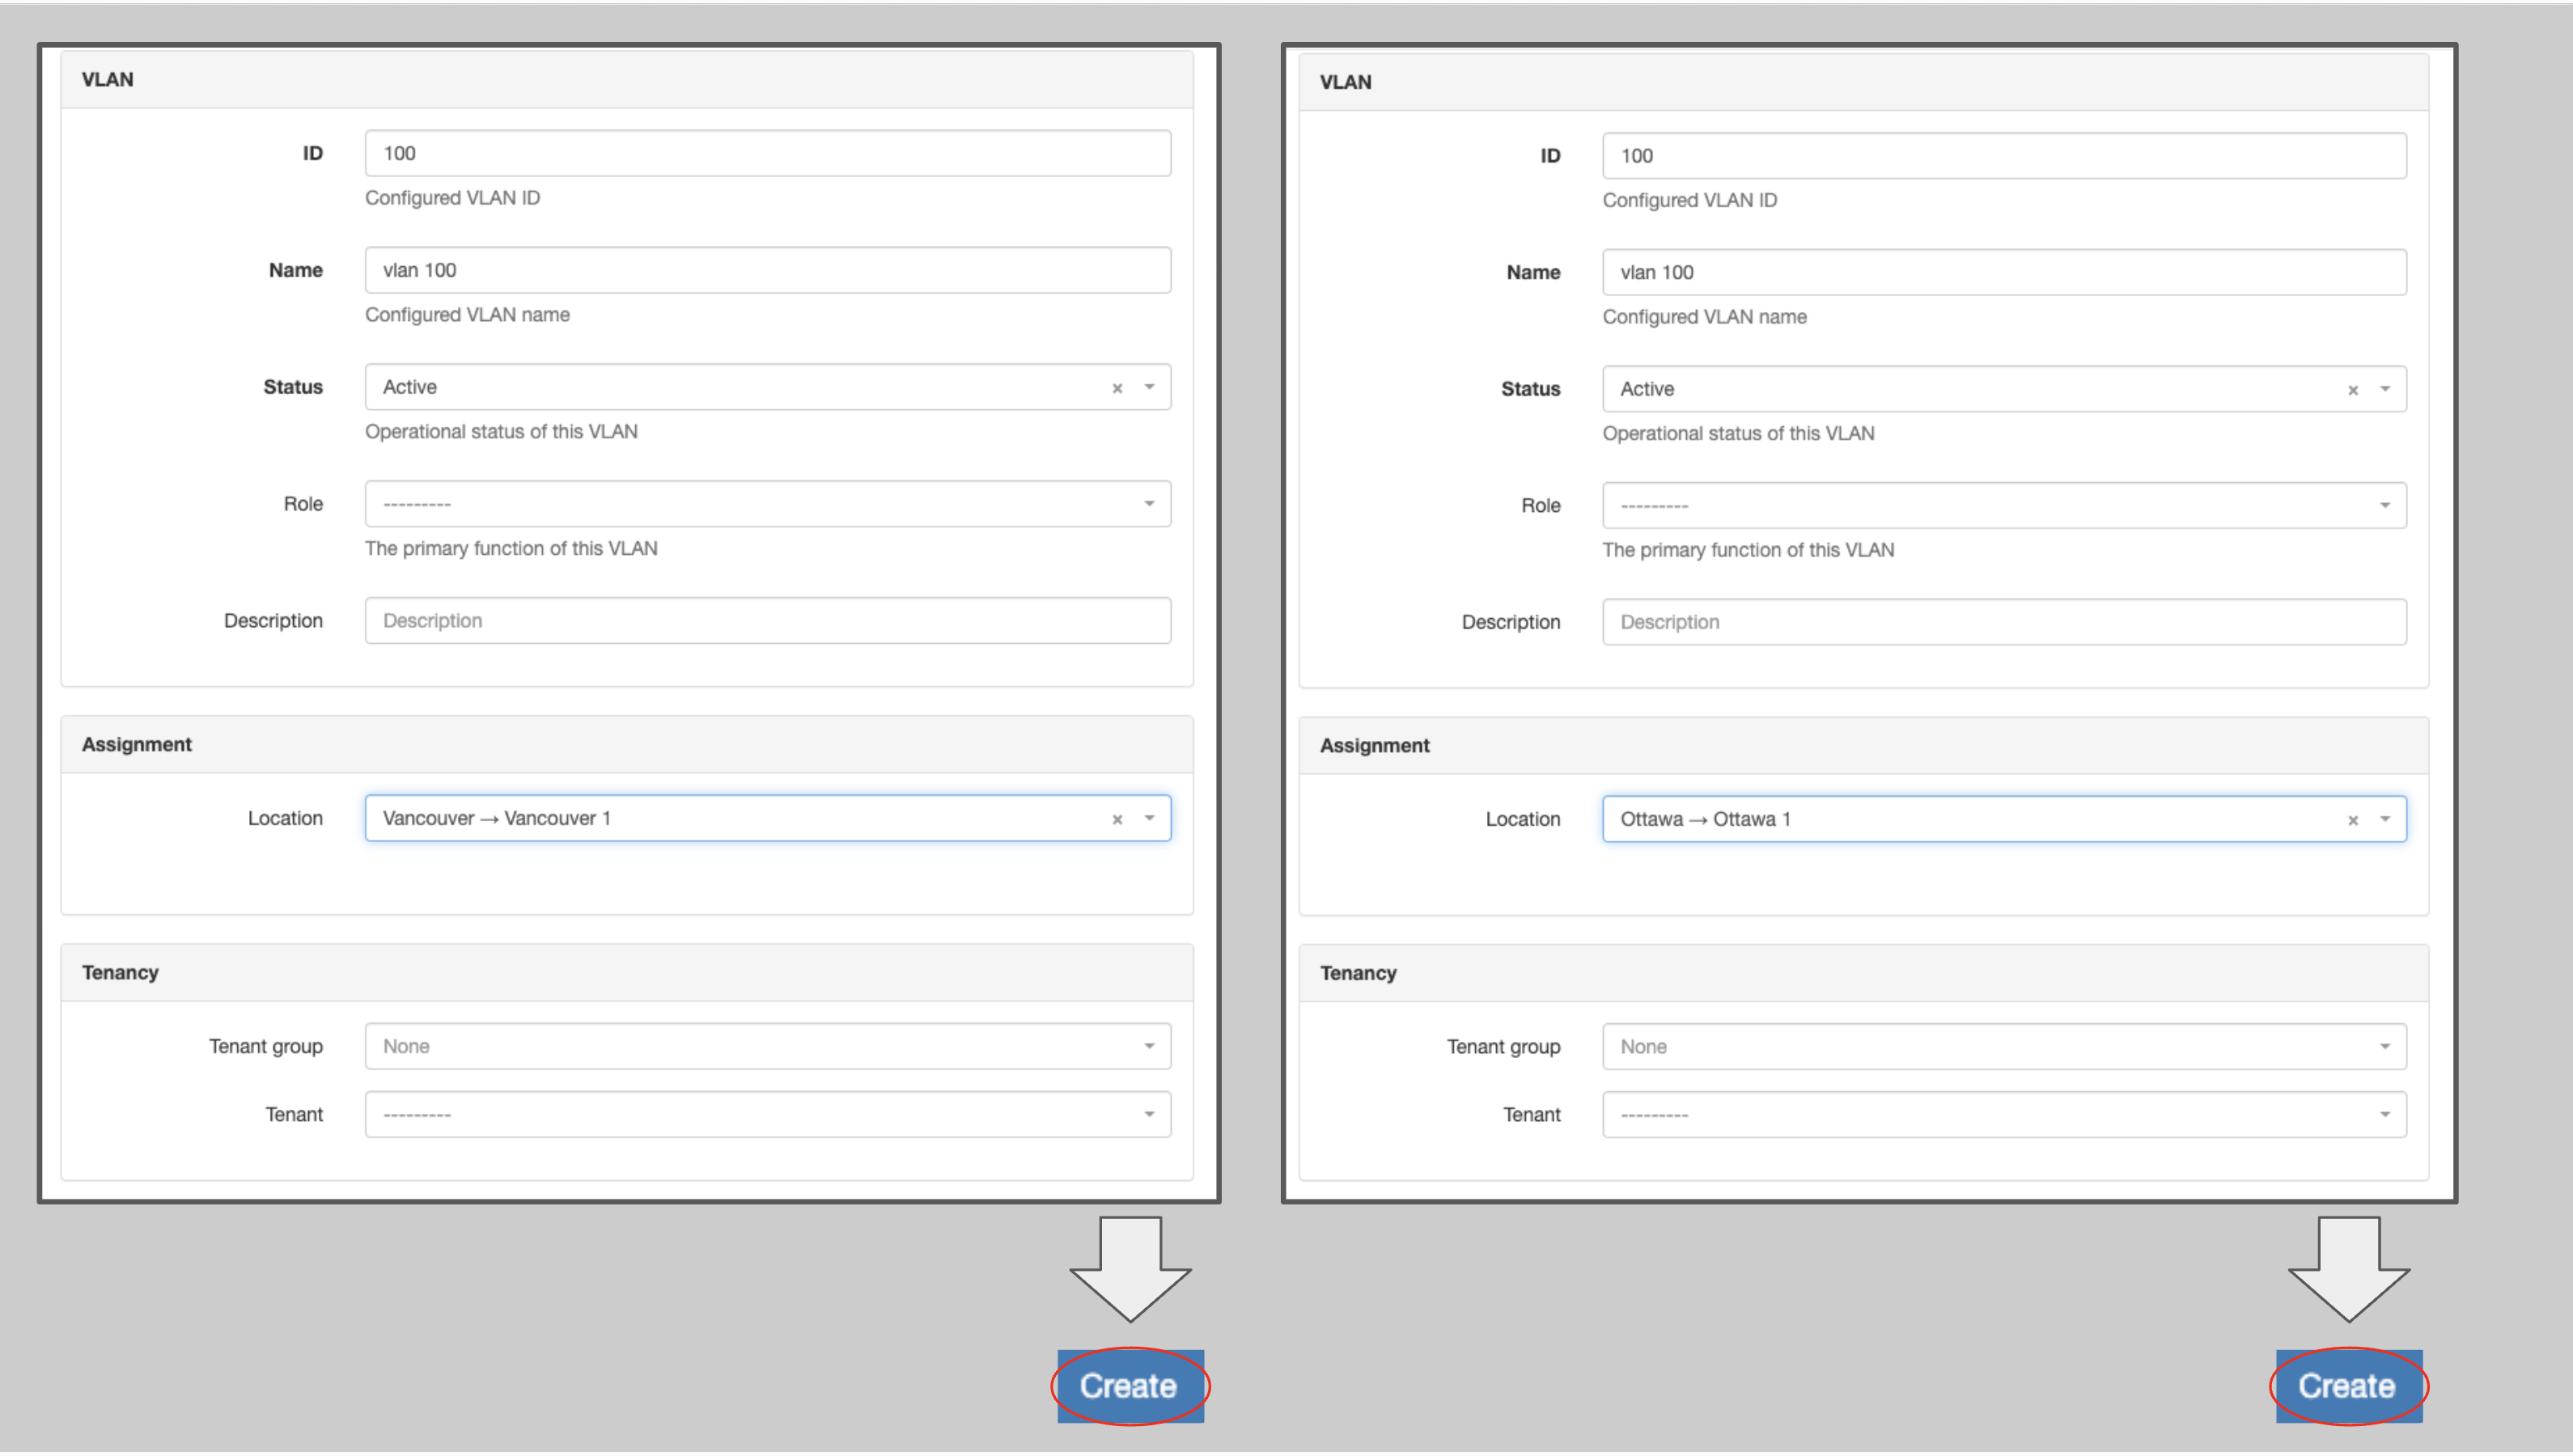 VLAN
ID
100
Configured VLAN ID
Name
vlan 100
Configured VLAN name
Status
Active × 
Operational status of this VLAN
Role
---------
The primary function of this VLAN
Description
Description
Assignment
Location
Vancouver → Vancouver 1 ×
Tenancy
Tenant group
None
Tenant
---------
Create
VLAN
ID
100
Configured VLAN ID
Name
vlan 100
Configured VLAN name
Status
Active ×
Operational status of this VLAN
Role
---------
The primary function of this VLAN
Description
Description
Assignment
Location
Ottawa → Ottawa 1 ×
Tenancy
Tenant group
None
Tenant
---------
Create